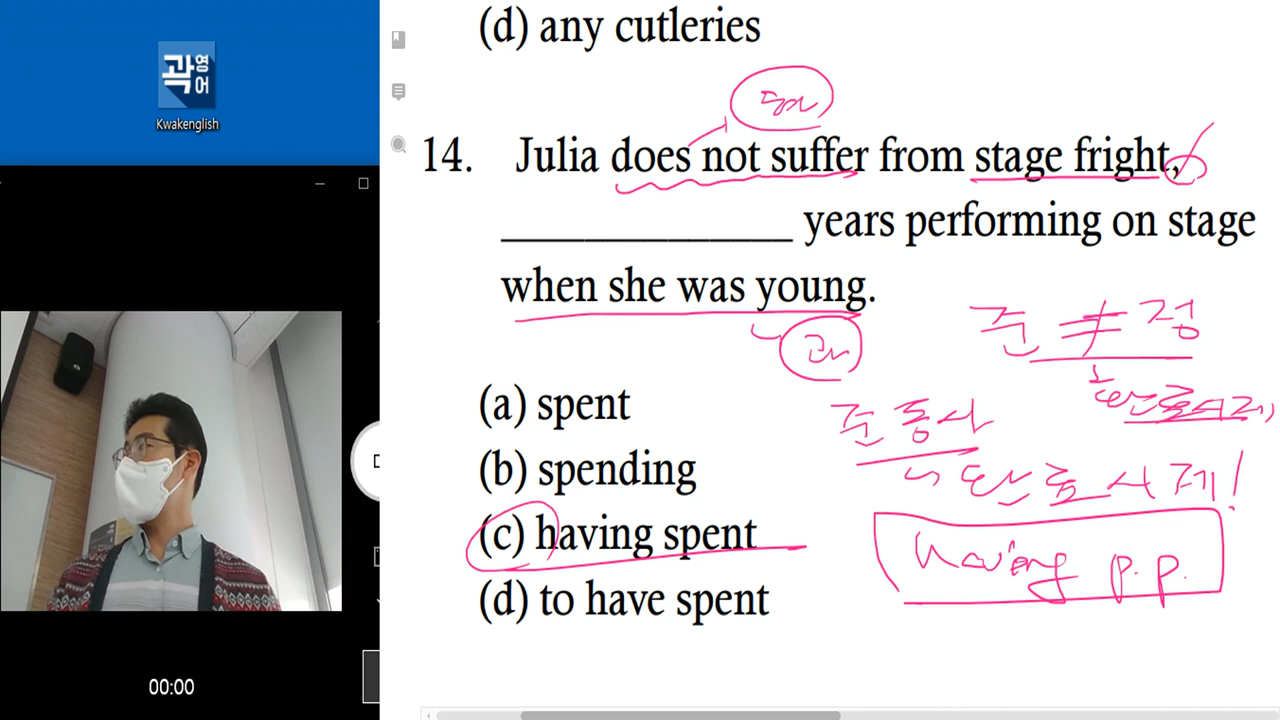 곽영어
Kwakenglish
00:00
(d) any cutleries
현재
14. Julia does not suffer from stage fright,
______________ years performing on stage
when she was young.
과거
준 ≠ 정
완료시제
준동사
완료시제!
(a) spent
(b) spending
(c) having spent
having p.p.
(d) to have spent